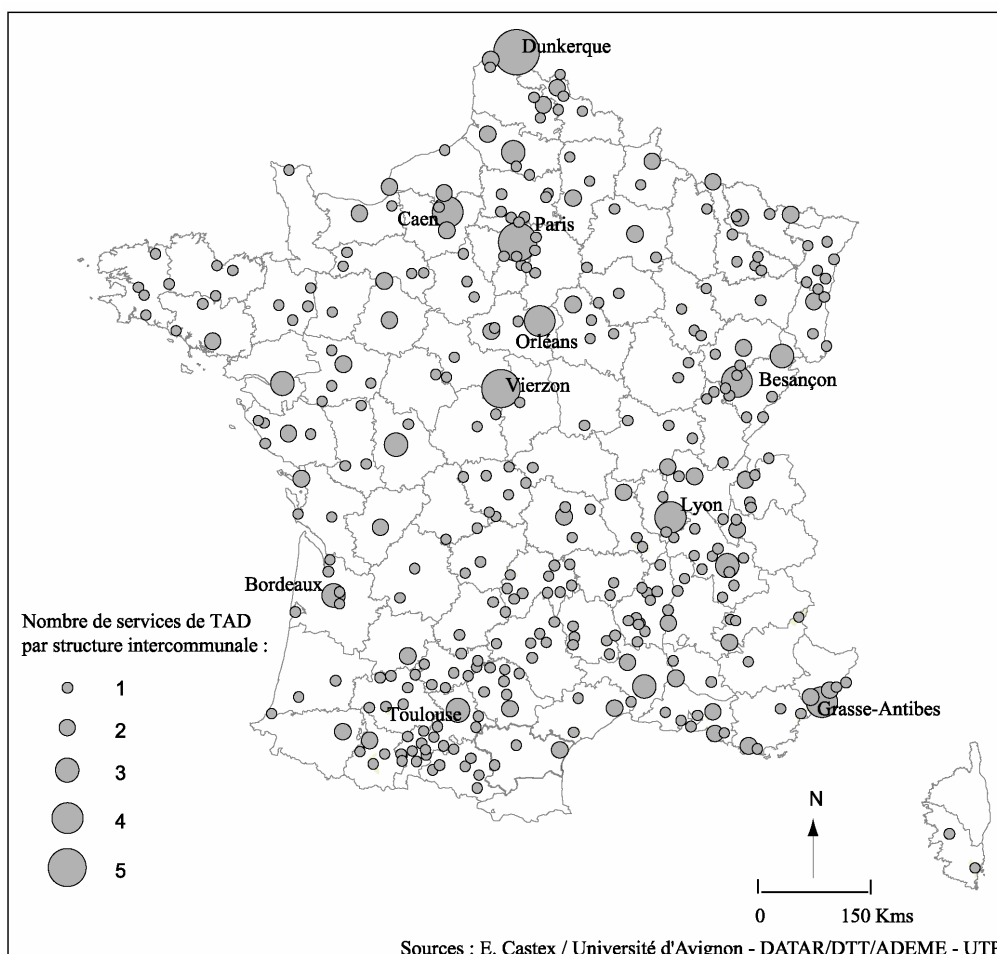 Dunkerque
Caen
Paris
Orléans
Vierzon
Besançon
Lyon
Bordeaux
Nombre de services de TAD
par structure intercommunale :
1
2
3
4
5
Toulouse
Grasse-Antibes
N
0 150 Kms
Sources : E. Castex / Université d'Avignon - DATAR/DTT/ADEME - UTP